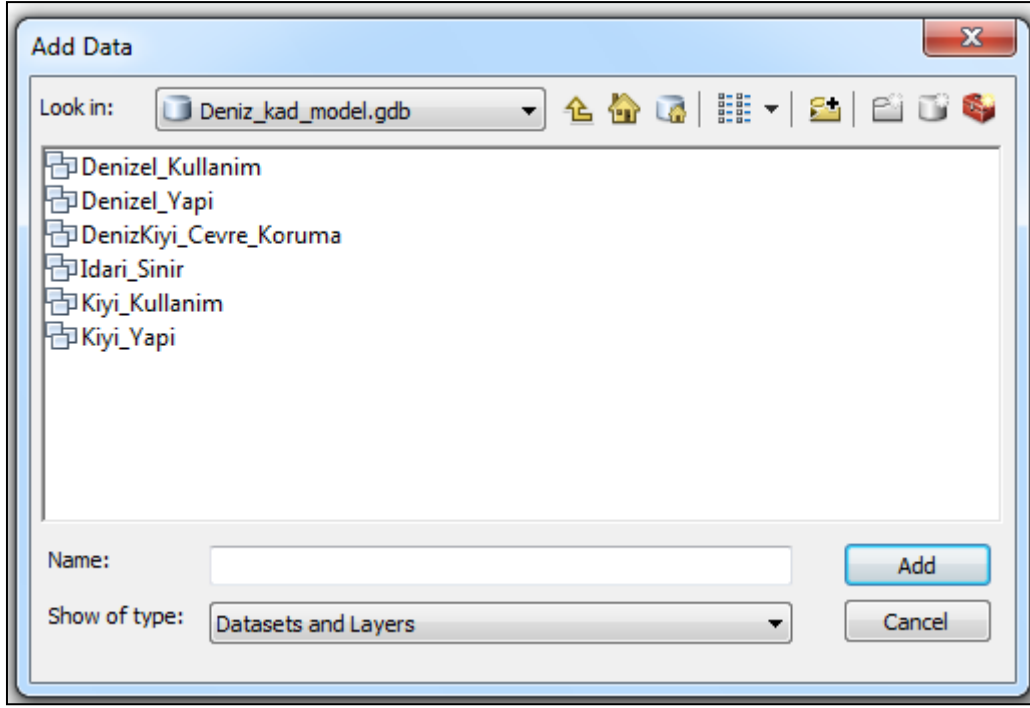 Add Data
Look in: Deniz_kad_model.gdb
Denizel_Kullanim
Denizel_Yapi
DenizKiyi_Cevre_Koruma
Idari_Sinir
Kiyi_Kullanim
Kiyi_Yapi
Name: Add
Show of type: Datasets and Layers Cancel